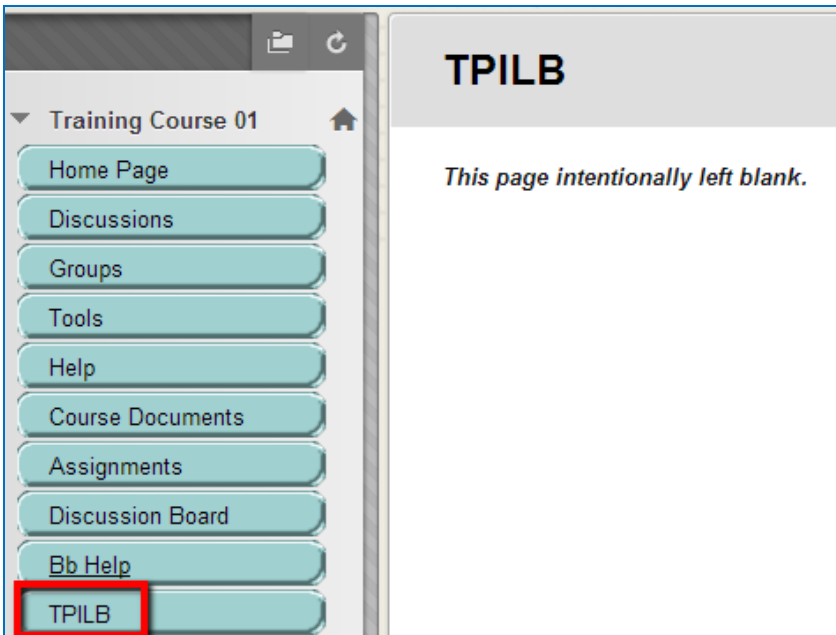 Training Course 01
Home Page
Discussions
Groups
Tools
Help
Course Documents
Assignments
Discussion Board
Bb Help
TPILB
TPILB
This page intentionally left blank.